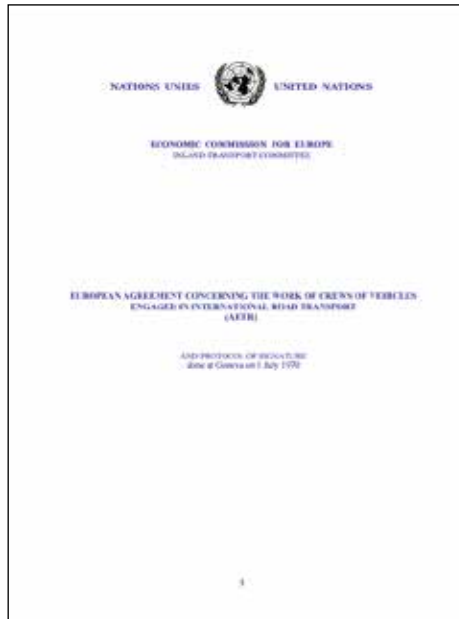 NATIONS UNIES UNITED NATIONS
ECONOMIC COMMISSION FOR EUROPE
INLAND TRANSPORT COMMITTEE
EUROPEAN AGREEMENT CONCERNING THE WORK OF CREWS OF VEHICLES
ENGAGED IN INTERNATIONAL ROAD TRANSPORT
(AETR)
AND PROTOCOL OF SIGNATURE
done at Geneva on 1 July 1970